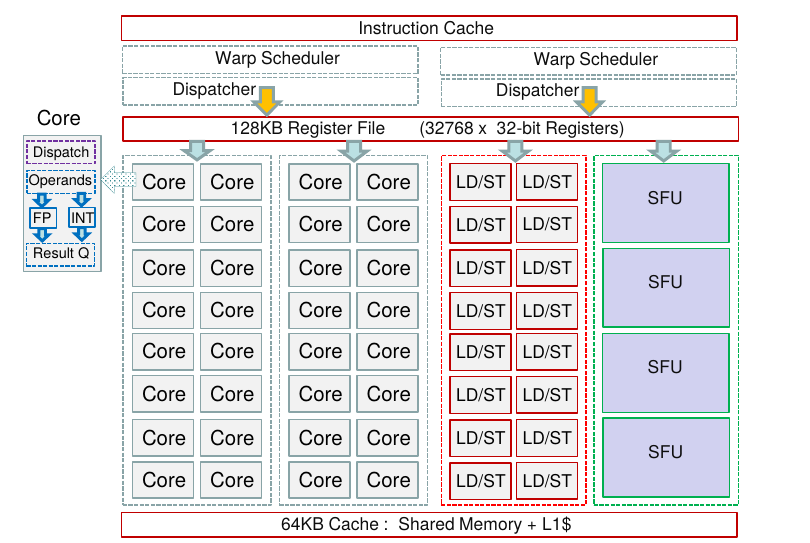 Instruction Cache
Warp Scheduler
Warp Scheduler
Dispatcher
Dispatcher
128KB Register File (32768 x 32-bit Registers)
Core
Dispatch
Operands
FP INT
Result Q
Core Core Core Core LD/ST LD/ST SFU
Core Core Core Core LD/ST LD/ST
Core Core Core Core LD/ST LD/ST SFU
Core Core Core Core LD/ST LD/ST
Core Core Core Core LD/ST LD/ST SFU
Core Core Core Core LD/ST LD/ST
Core Core Core Core LD/ST LD/ST SFU
Core Core Core Core LD/ST LD/ST
64KB Cache : Shared Memory + L1$